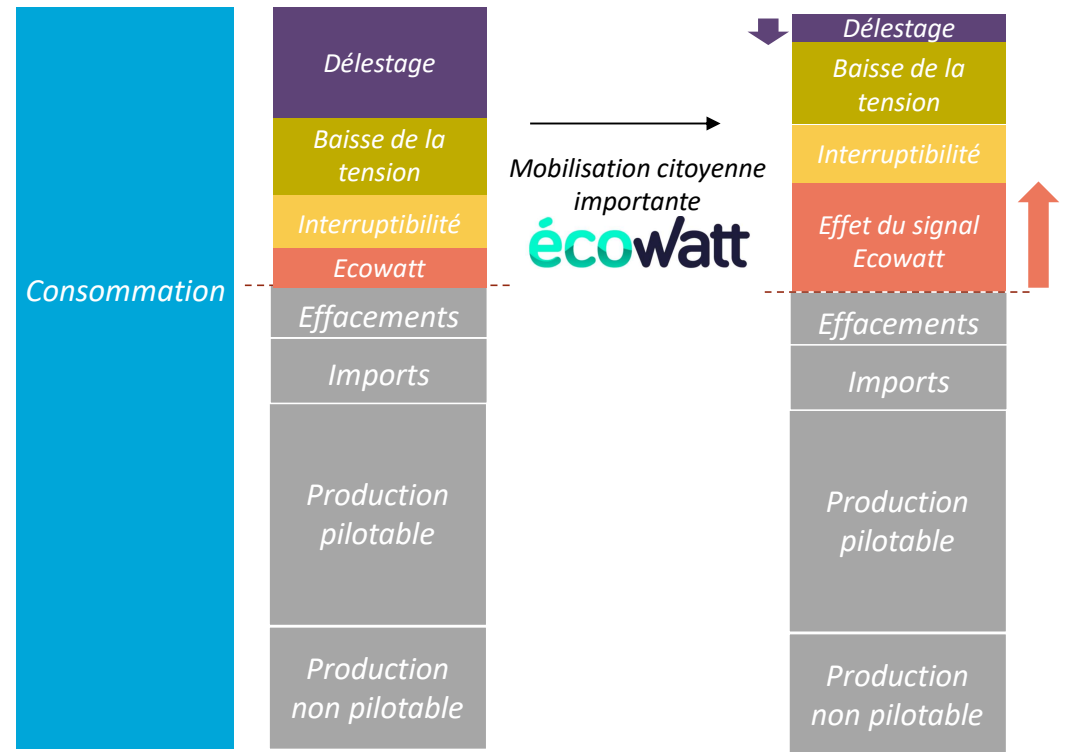 Consommation
Délestage
Baisse de la
tension
Interruptibilité
Ecowatt
Effacements
Imports
Production
pilotable
Production
non pilotable
Mobilisation citoyenne
importante
écowatt
Délestage
Baisse de la
tension
Interruptibilité
Effet du signal
Ecowatt
Effacements
Imports
Production
pilotable
Production
non pilotable